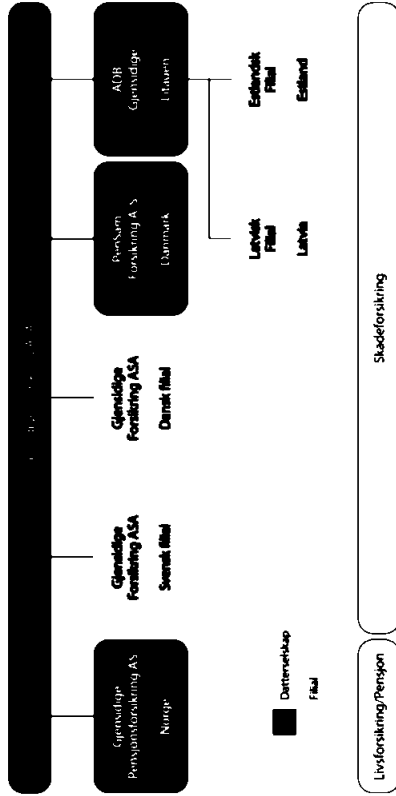 Gjensidige
Pensjonsforsikring AS
Norge
Gjensidige
Forsikring ASA
Svensk filial
Gjensidige
Forsikring ASA
Dansk filial
Pensam
Forsikring A/S
Danmark
ADB
Gjensidige
Litauen
Latvisk
Filial
Latvia
Estlandsk
Filial
Estland
Datterselskap
Filial
Livsforsikring/Pensjon
Skadeforsikring